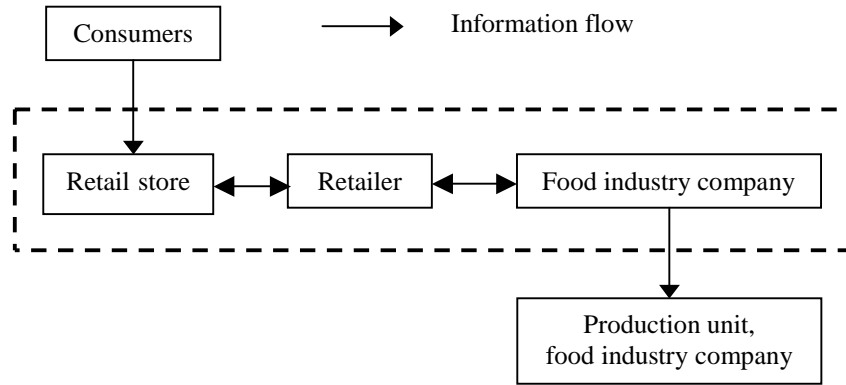 Consumers
Information flow
Retail store
Retailer
Food industry company
Production unit,
food industry company